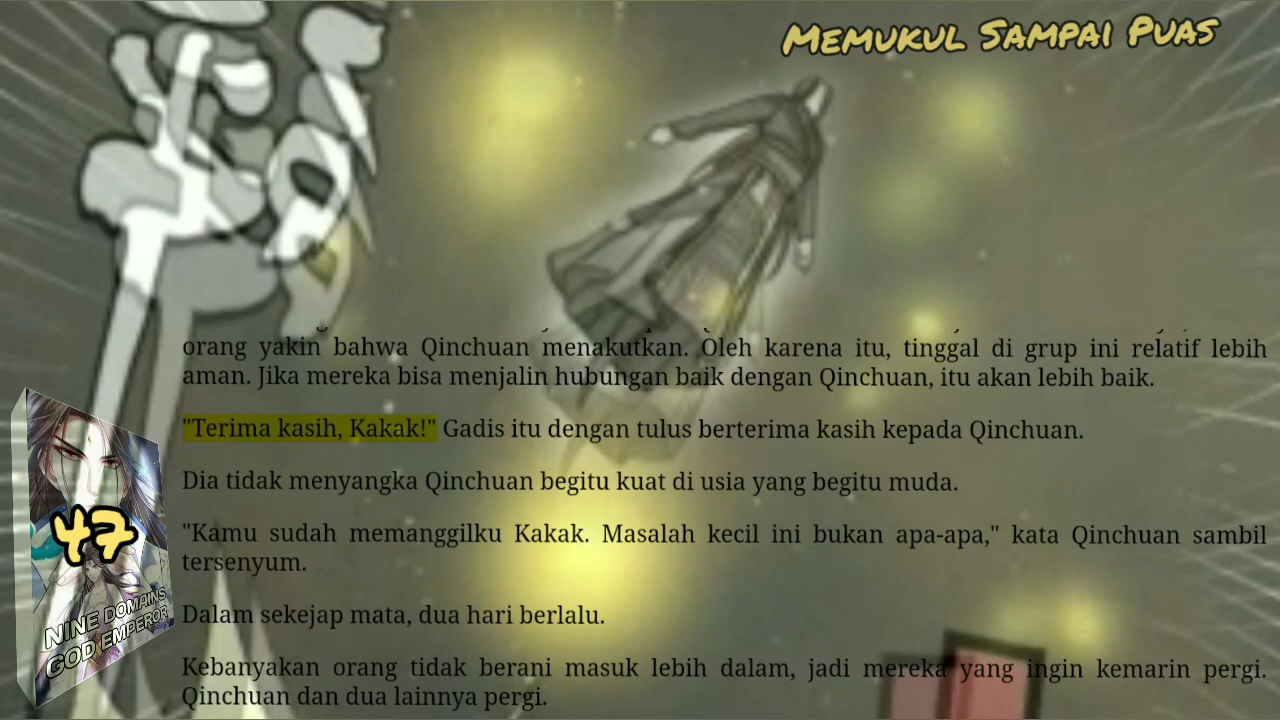 Memukul Sampai Puas
orang yakin bahwa Qinchuan menakutkan. Oleh karena itu, tinggal di grup ini relatif lebih
aman. Jika mereka bisa menjalin hubungan baik dengan Qinchuan, itu akan lebih baik.
"Terima kasih, Kakak!" Gadis itu dengan tulus berterima kasih kepada Qinchuan.
Dia tidak menyangka Qinchuan begitu kuat di usia yang begitu muda.
"Kamu sudah memanggilku Kakak. Masalah kecil ini bukan apa-apa," kata Qinchuan sambil
tersenyum.
Dalam sekejap mata, dua hari berlalu.
Kebanyakan orang tidak berani masuk lebih dalam, jadi mereka yang ingin kemarin pergi.
Qinchuan dan dua lainnya pergi.
47
NINE DOMAINS
GOD EMPEROR